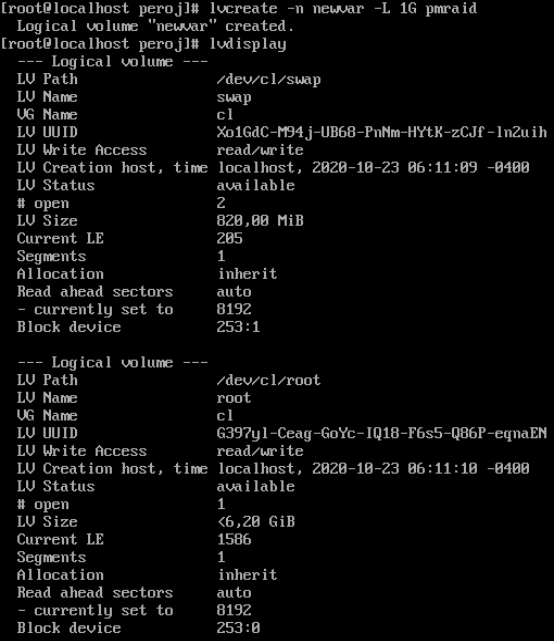 [root@localhost peroj]# lvcreate -n newvar -L 1G pmraid
  Logical volume "newvar" created.
[root@localhost peroj]# lvdisplay
  --- Logical volume ---
  LV Path                /dev/cl/swap
  LV Name                swap
  VG Name                cl
  LV UUID                Xo1GdC-M94j-UB68-PnNm-HYtK-zCJf-ln2uih
  LV Write Access        read/write
  LV Creation host, time localhost, 2020-10-23 06:11:09 -0400
  LV Status              available
  # open                 2
  LV Size                820,00 MiB
  Current LE             205
  Segments               1
  Allocation             inherit
  Read ahead sectors     auto
  - currently set to     8192
  Block device           253:1

  --- Logical volume ---
  LV Path                /dev/cl/root
  LV Name                root
  VG Name                cl
  LV UUID                G397yl-Ceag-GoYc-IQ18-F6s5-Q86P-eqnaEN
  LV Write Access        read/write
  LV Creation host, time localhost, 2020-10-23 06:11:10 -0400
  LV Status              available
  # open                 1
  LV Size                <6,20 GiB
  Current LE             1586
  Segments               1
  Allocation             inherit
  Read ahead sectors     auto
  - currently set to     8192
  Block device           253:0